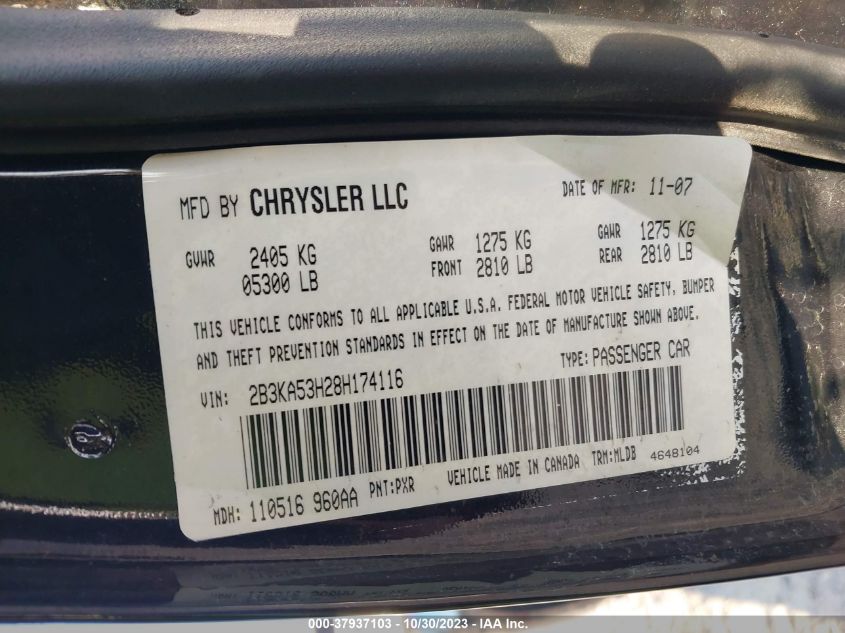 MFD BY CHRYSLER LLC DATE OF MFR: 11-07
GVWR 2405 KG GAWR 1275 KG GAWR 1275 KG
05300 LB FRONT 2810 LB REAR 2810 LB
THIS VEHICLE CONFORMS TO ALL APPLICABLE U.S.A. FEDERAL MOTOR VEHICLE SAFETY, BUMPER
AND THEFT PREVENTION STANDARDS IN EFFECT ON THE DATE OF MANUFACTURE SHOWN ABOVE.
VIN: 2B3KA53H28H174116 TYPE: PASSENGER CAR
MDH: 110516 960AA PNT:PXR VEHICLE MADE IN CANADA TRM:MLDB 4648104
000-37937103 - 10/30/2023 - IAA Inc.